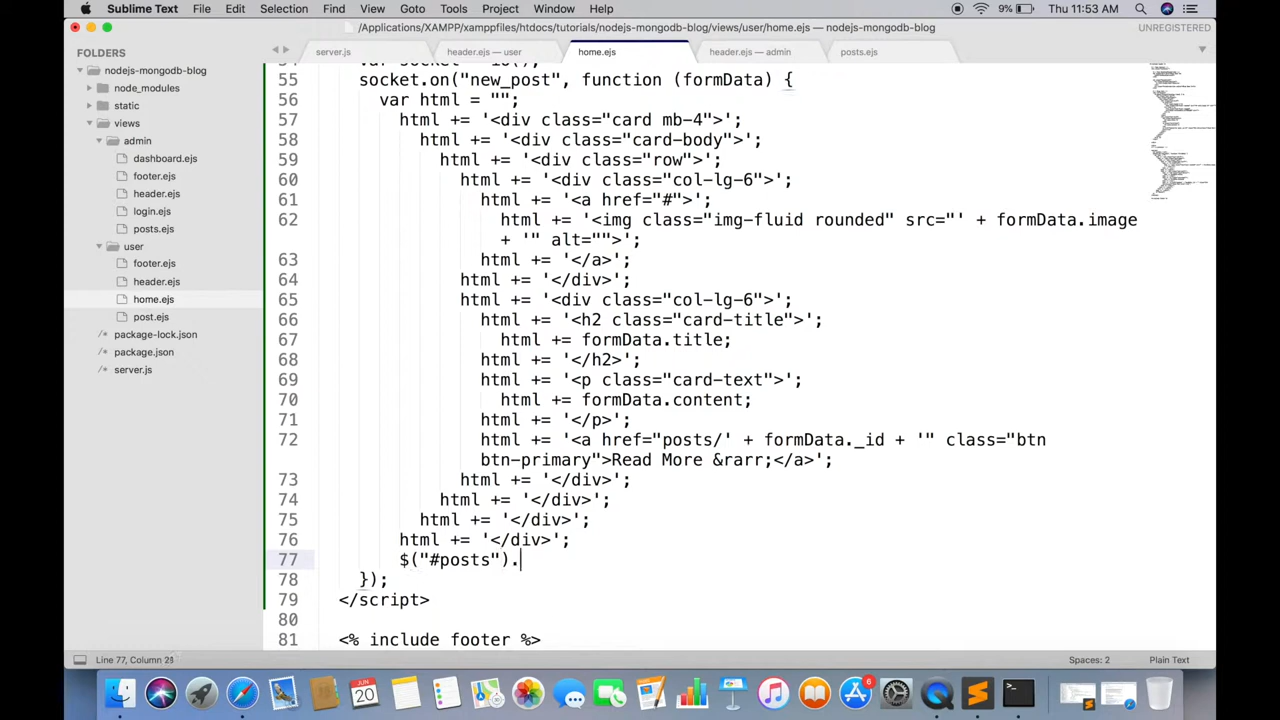 Sublime Text File Edit Selection Find View Goto Tools Project Window Help 9% Thu 11:53 AM
/Applications/XAMPP/xamppfiles/htdocs/tutorials/nodejs-mongodb-blog/views/user/home.ejs — nodejs-mongodb-blog UNREGISTERED
FOLDERS
nodejs-mongodb-blog
node_modules
static
views
admin
dashboard.ejs
footer.ejs
header.ejs
login.ejs
posts.ejs
user
footer.ejs
header.ejs
home.ejs
post.ejs
package-lock.json
package.json
server.js
server.js header.ejs — user home.ejs header.ejs — admin posts.ejs
55 socket.on("new_post", function (formData) {
56 var html = "";
57 html += '<div class="card mb-4">';
58 html += '<div class="card-body">';
59 html += '<div class="row">';
60 html += '<div class="col-lg-6">';
61 html += '<a href="#">';
62 html += '<img class="img-fluid rounded" src="' + formData.image
+ '" alt="">';
63 html += '</a>';
64 html += '</div>';
65 html += '<div class="col-lg-6">';
66 html += '<h2 class="card-title">';
67 html += formData.title;
68 html += '</h2>';
69 html += '<p class="card-text">';
70 html += formData.content;
71 html += '</p>';
72 html += '<a href="posts/' + formData._id + '" class="btn
btn-primary">Read More &rarr;</a>';
73 html += '</div>';
74 html += '</div>';
75 html += '</div>';
76 html += '</div>';
77 $("#posts").
78 });
79 </script>
80
81 <% include footer %>
Line 77, Column 21 Spaces: 2 Plain Text
JUN
20
6